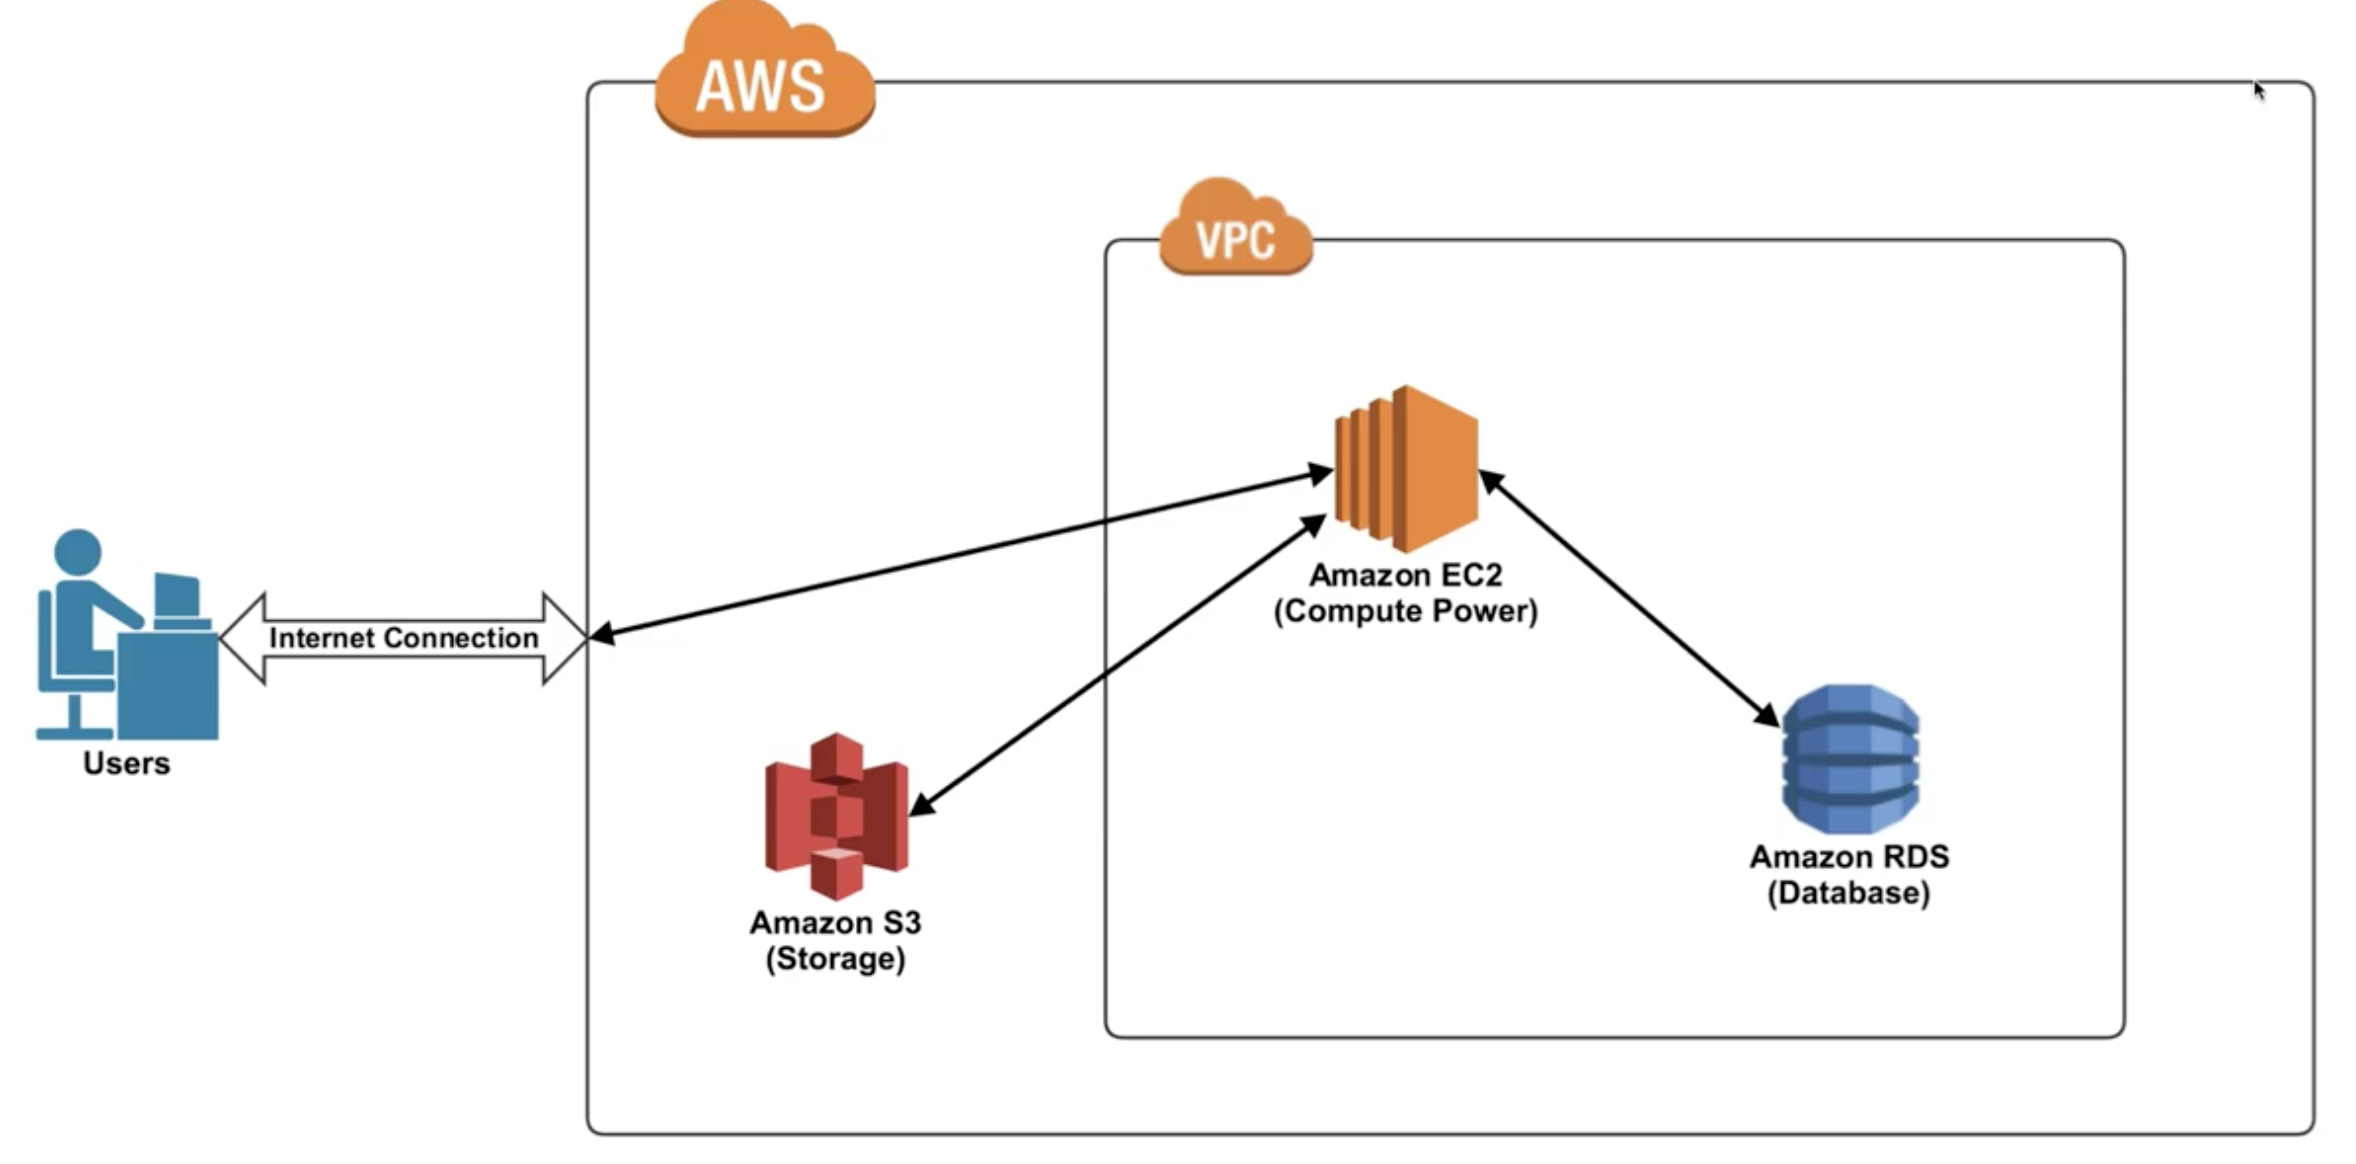 AWS
VPC
Amazon EC2
(Compute Power)
Internet Connection
Users
Amazon RDS
(Database)
Amazon S3
(Storage)